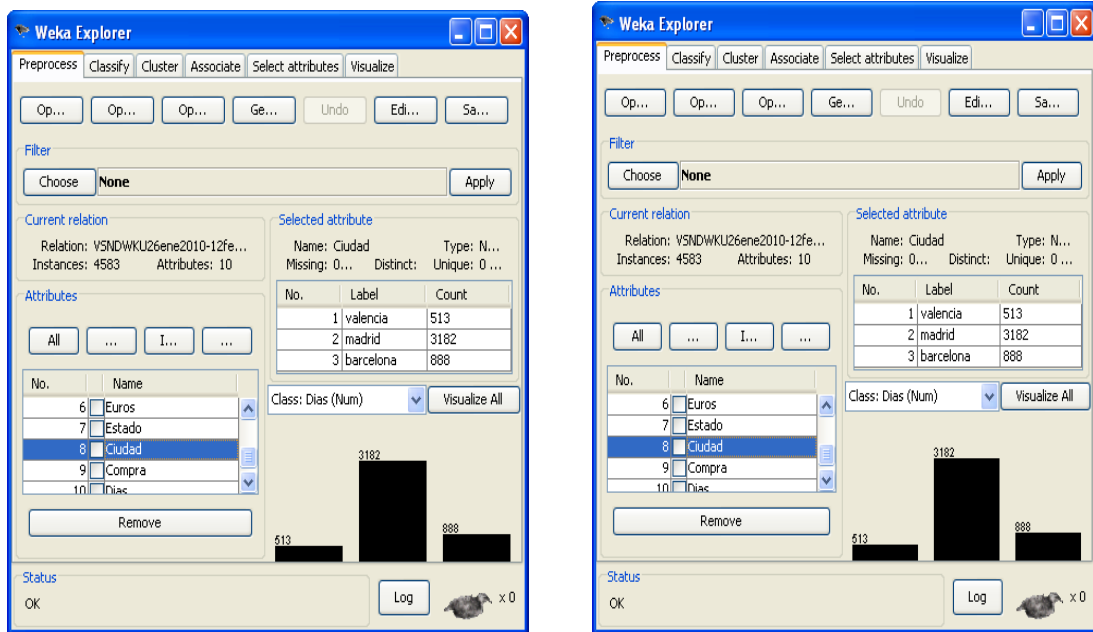 Weka Explorer
Preprocess Classify Cluster Associate Select attributes Visualize
Op... Op... Op... Ge... Undo Edi... Sa...
Filter
Choose None Apply
Current relation
Relation: VSNDWKU26ene2010-12fe...
Instances: 4583 Attributes: 10
Selected attribute
Name: Ciudad Type: N...
Missing: 0... Distinct: Unique: 0 ...
No. Label Count
1 valencia 513
2 madrid 3182
3 barcelona 888
Attributes
All ... I... ...
No. Name
6 Euros
7 Estado
8 Ciudad
9 Compra
10 Dias
Remove
Class: Dias (Num) Visualize All
513
3182
888
Status
OK
Log x 0
Weka Explorer
Preprocess Classify Cluster Associate Select attributes Visualize
Op... Op... Op... Ge... Undo Edi... Sa...
Filter
Choose None Apply
Current relation
Relation: VSNDWKU26ene2010-12fe...
Instances: 4583 Attributes: 10
Selected attribute
Name: Ciudad Type: N...
Missing: 0... Distinct: Unique: 0 ...
No. Label Count
1 valencia 513
2 madrid 3182
3 barcelona 888
Attributes
All ... I... ...
No. Name
6 Euros
7 Estado
8 Ciudad
9 Compra
10 Dias
Remove
Class: Dias (Num) Visualize All
513
3182
888
Status
OK
Log x 0